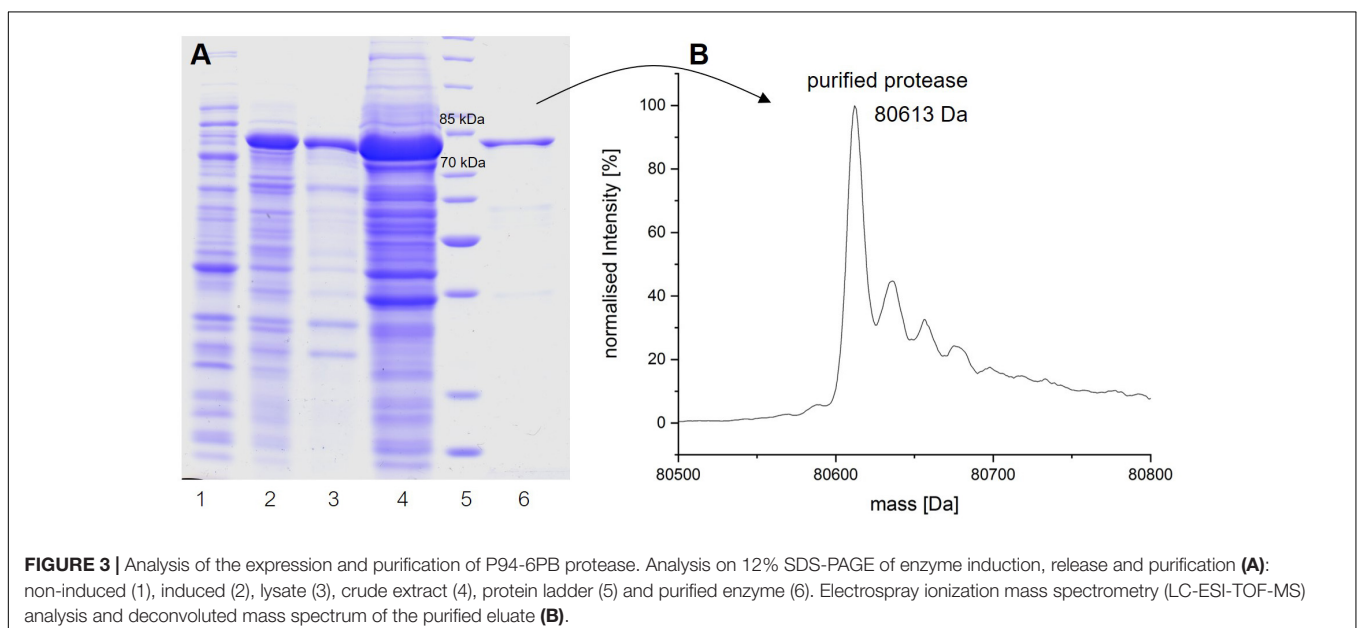 A
B
85 kDa
70 kDa
1 2 3 4 5 6
purified protease
80613 Da
normalised Intensity [%]
100
80
60
40
20
0
80500 80600 80700 80800
mass [Da]
FIGURE 3 | Analysis of the expression and purification of P94-6PB protease. Analysis on 12% SDS-PAGE of enzyme induction, release and purification (A):
non-induced (1), induced (2), lysate (3), crude extract (4), protein ladder (5) and purified enzyme (6). Electrospray ionization mass spectrometry (LC-ESI-TOF-MS)
analysis and deconvoluted mass spectrum of the purified eluate (B).